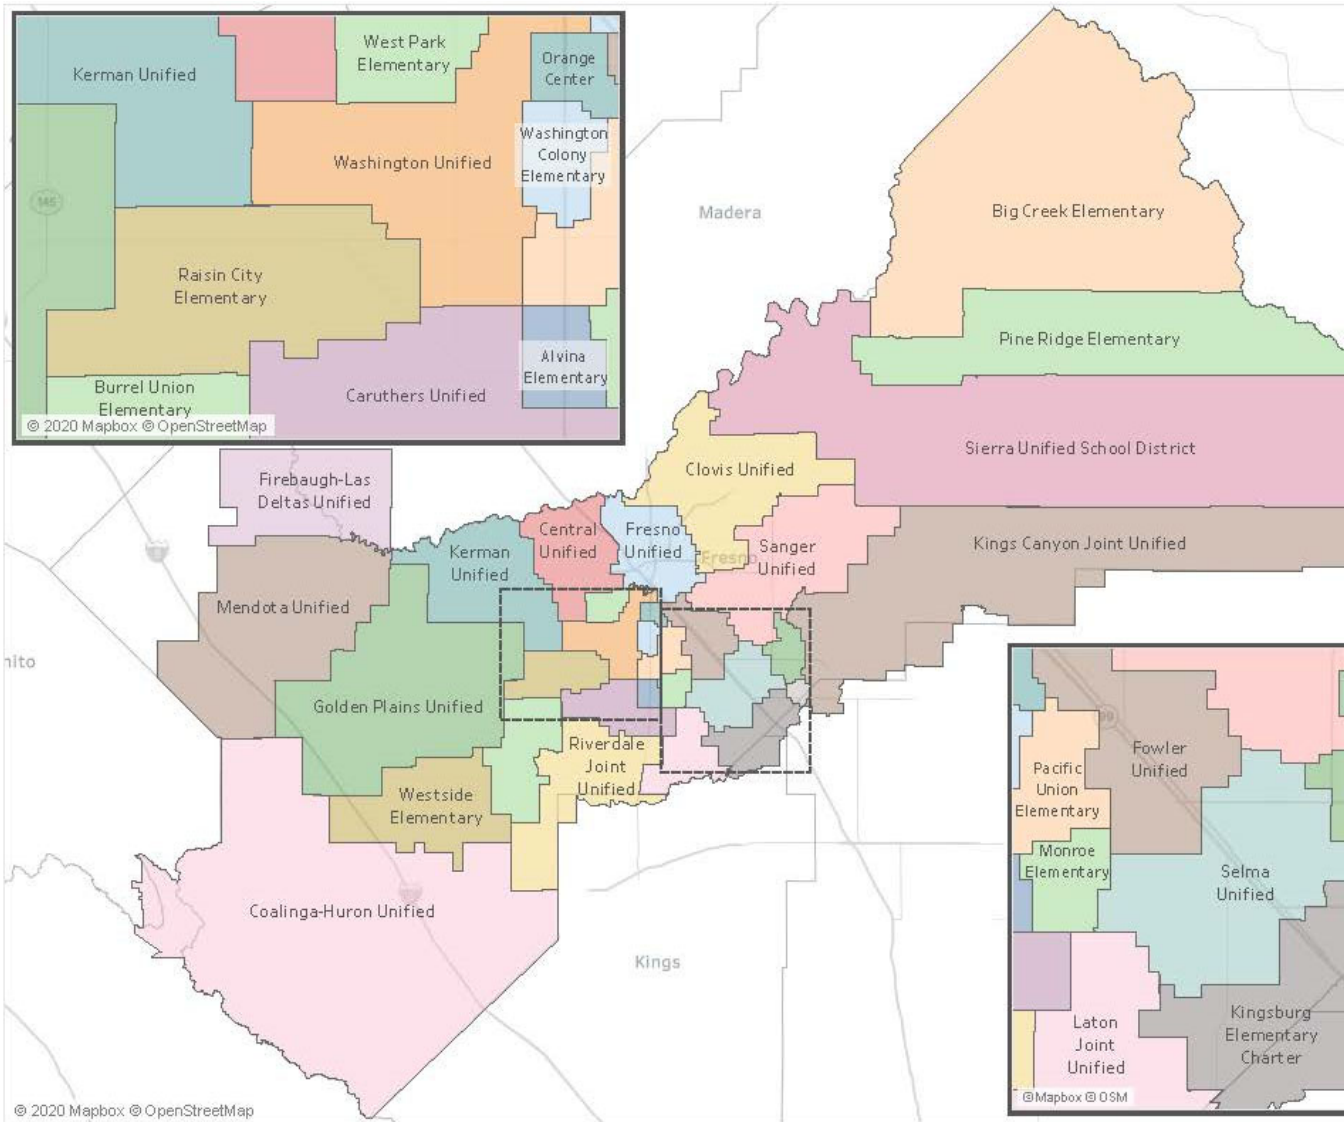 Kerman Unified
West Park
Elementary
Orange
Center
Washington Unified
Washington
Colony
Elementary
145
Raisin City
Elementary
Alvina
Elementary
Burrel Union
Elementary
Caruthers Unified
© 2020 Mapbox © OpenStreetMap
Madera
Big Creek Elementary
Pine Ridge Elementary
Sierra Unified School District
Clovis Unified
Firebaugh-Las
Deltas Unified
Central
Unified
Fresno
Unified
Fresno
Sanger
Unified
Kings Canyon Joint Unified
Kerman
Unified
Mendota Unified
Golden Plains Unified
Riverdale
Joint
Unified
Westside
Elementary
Coalinga-Huron Unified
Kings
nito
Fowler
Unified
99
Pacific
Union
Elementary
Monroe
Elementary
Selma
Unified
Laton
Joint
Unified
Kingsburg
Elementary
Charter
© Mapbox © OSM
© 2020 Mapbox © OpenStreetMap